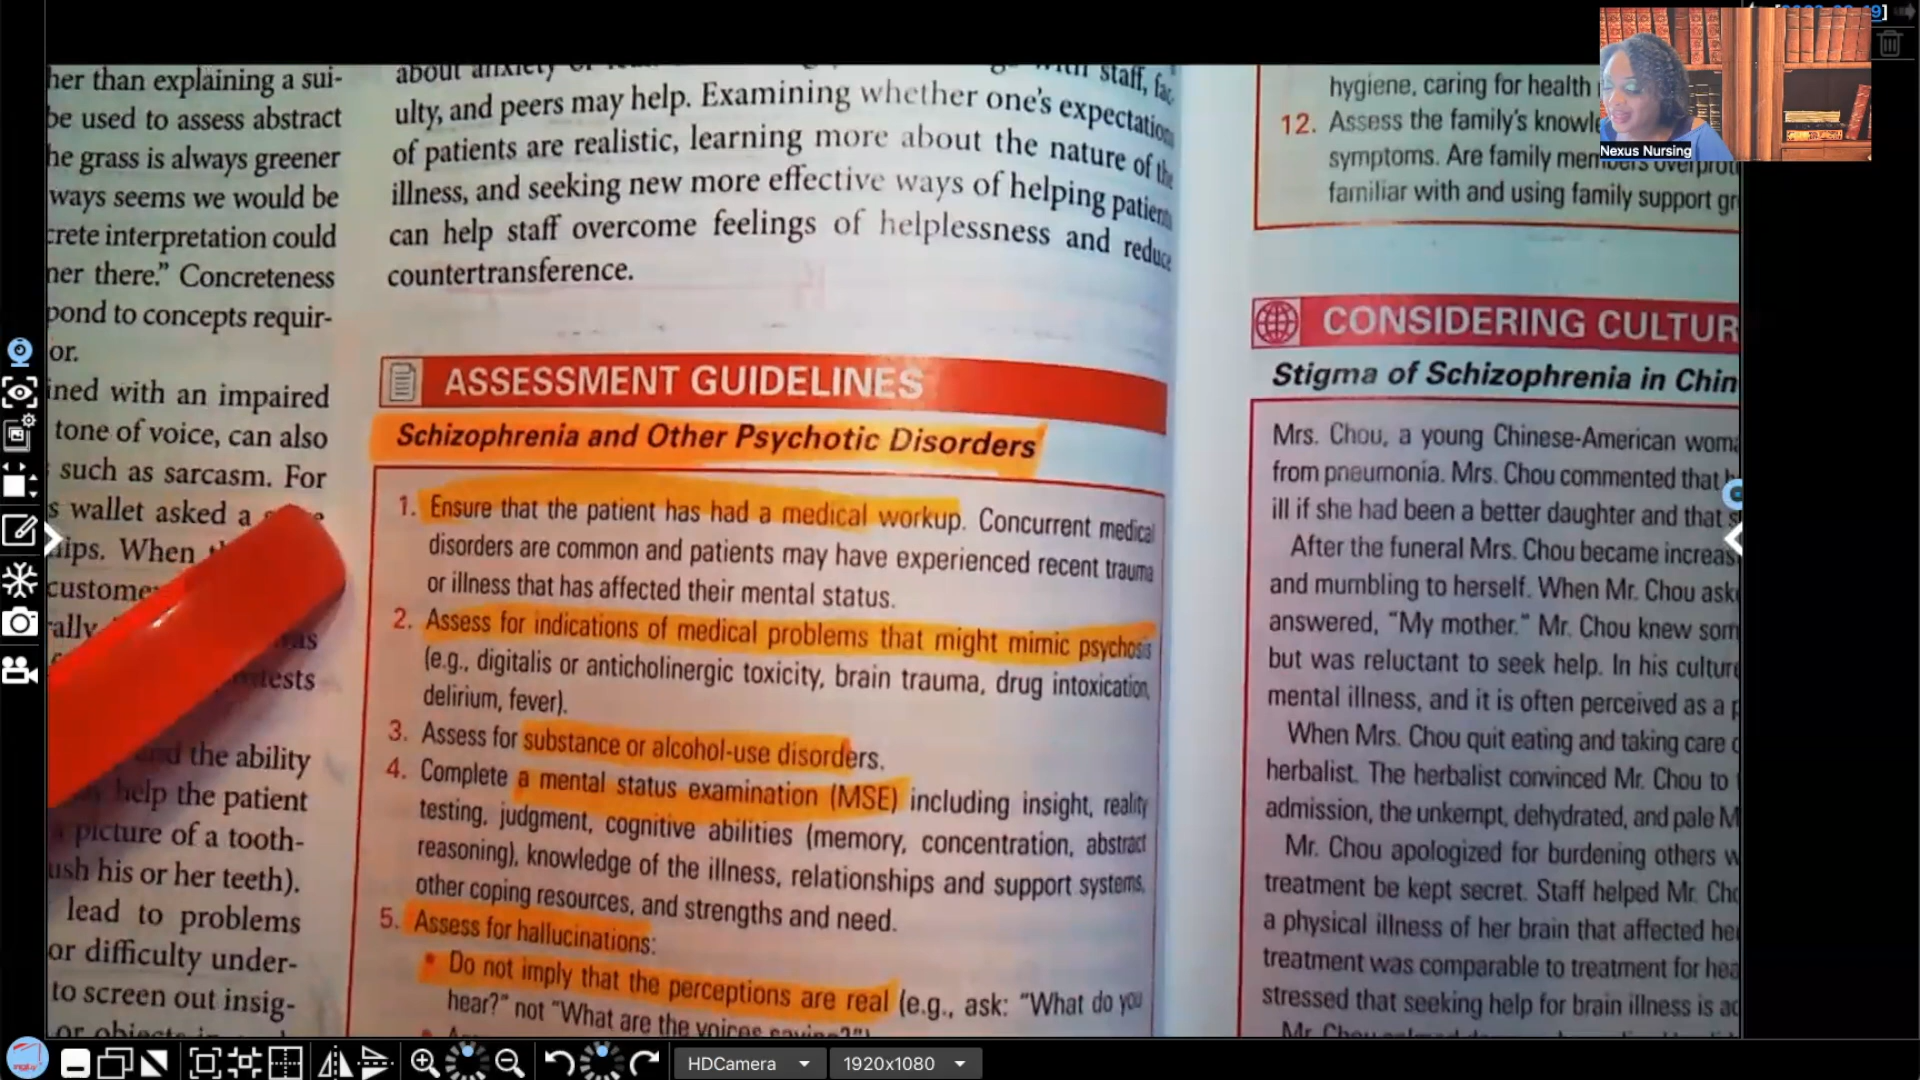 her than explaining a sui-
be used to assess abstract
he grass is always greener
ways seems we would be
crete interpretation could
ner there.” Concreteness
pond to concepts requir-
or.
ined with an impaired
tone of voice, can also
such as sarcasm. For
s wallet asked a
ips. When
custome
ally
tests
the ability
help the patient
picture of a tooth-
ush his or her teeth).
lead to problems
or difficulty under-
to screen out insig-
about anxiety
with staff, fac-
ulty, and peers may help. Examining whether one’s expectations
of patients are realistic, learning more about the nature of the
illness, and seeking new more effective ways of helping patients
can help staff overcome feelings of helplessness and reduce
countertransference.
ASSESSMENT GUIDELINES
Schizophrenia and Other Psychotic Disorders
1. Ensure that the patient has had a medical workup. Concurrent medical
disorders are common and patients may have experienced recent trauma
or illness that has affected their mental status.
2. Assess for indications of medical problems that might mimic psychosis
(e.g., digitalis or anticholinergic toxicity, brain trauma, drug intoxication,
delirium, fever).
3. Assess for substance or alcohol-use disorders.
4. Complete a mental status examination (MSE) including insight, reality
testing, judgment, cognitive abilities (memory, concentration, abstract
reasoning), knowledge of the illness, relationships and support systems,
other coping resources, and strengths and need.
5. Assess for hallucinations:
• Do not imply that the perceptions are real (e.g., ask: “What do you
hear?” not “What are the voices saying?”)
hygiene, caring for health
12. Assess the family’s knowl
symptoms. Are family members overprot
familiar with and using family support gr
CONSIDERING CULTUR
Stigma of Schizophrenia in Chin
Mrs. Chou, a young Chinese-American woma
from pneumonia. Mrs. Chou commented that h
ill if she had been a better daughter and that s
After the funeral Mrs. Chou became increas
and mumbling to herself. When Mr. Chou aske
answered, “My mother.” Mr. Chou knew som
but was reluctant to seek help. In his culture
mental illness, and it is often perceived as a p
When Mrs. Chou quit eating and taking care o
herbalist. The herbalist convinced Mr. Chou to
admission, the unkempt, dehydrated, and pale M
Mr. Chou apologized for burdening others w
treatment be kept secret. Staff helped Mr. Cho
a physical illness of her brain that affected he
treatment was comparable to treatment for hea
stressed that seeking help for brain illness is ac
Nexus Nursing
HDCamera
1920x1080